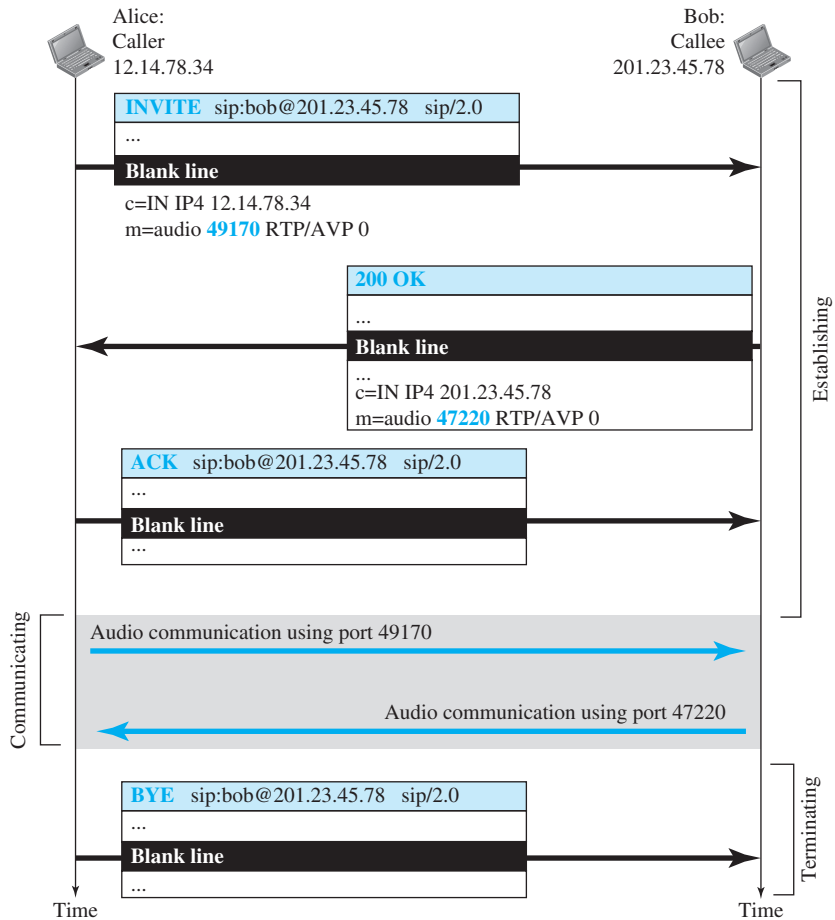 Alice:
Caller
12.14.78.34
Bob:
Callee
201.23.45.78
INVITE sip:bob@201.23.45.78 sip/2.0
...
Blank line
c=IN IP4 12.14.78.34
m=audio 49170 RTP/AVP 0
200 OK
...
Blank line
...
c=IN IP4 201.23.45.78
m=audio 47220 RTP/AVP 0
Establishing
ACK sip:bob@201.23.45.78 sip/2.0
...
Blank line
...
Communicating
Audio communication using port 49170
Audio communication using port 47220
BYE sip:bob@201.23.45.78 sip/2.0
...
Blank line
...
Terminating
Time
Time